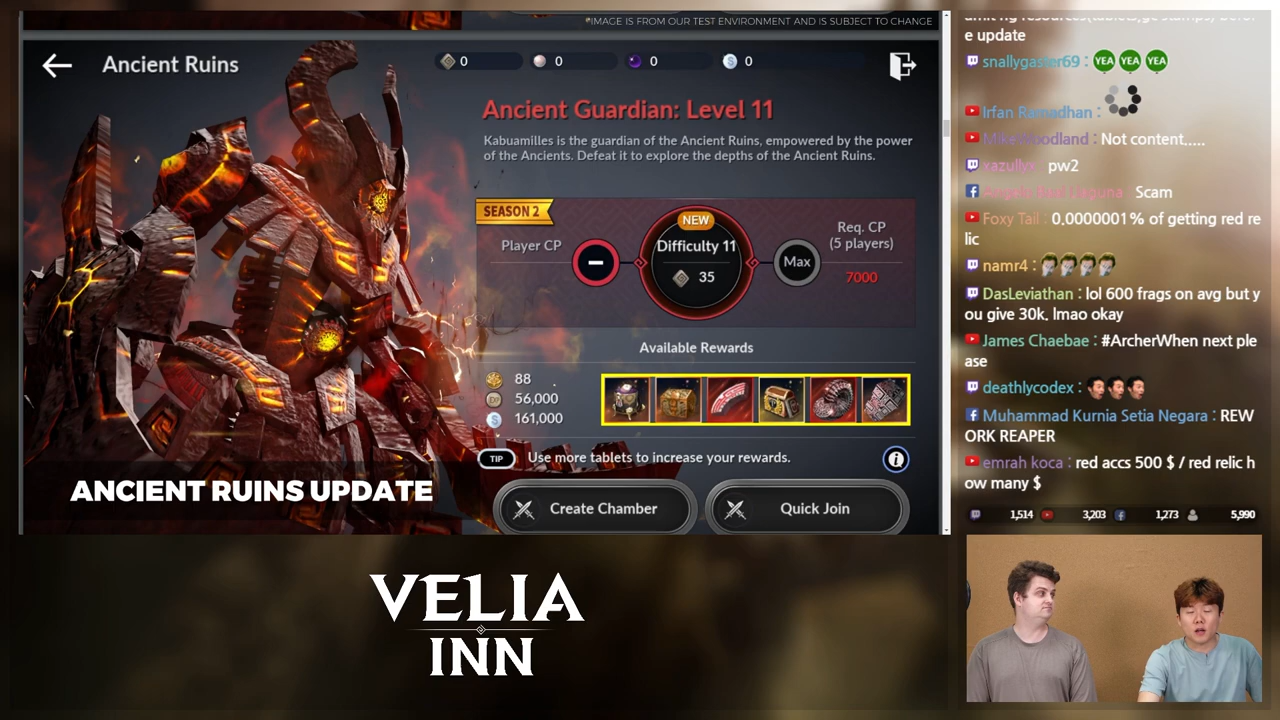 *IMAGE IS FROM OUR TEST ENVIRONMENT AND IS SUBJECT TO CHANGE
Ancient Ruins
0
0
0
0
Ancient Guardian: Level 11
Kabuamilles is the guardian of the Ancient Ruins, empowered by the power
of the Ancients. Defeat it to explore the depths of the Ancient Ruins.
SEASON 2
NEW
Player CP
Difficulty 11
35
Max
Req. CP
(5 players)
7000
Available Rewards
88
56,000
161,000
TIP
Use more tablets to increase your rewards.
Create Chamber
Quick Join
ANCIENT RUINS UPDATE
VELIA
INN
e update
snallygaster69 : YEA YEA YEA
Irfan Ramadhan :
MikeWoodland : Not content.....
xazullyx pw2
Scam
Foxy Tail : 0.0000001% of getting red re
lic
namr4 :
DasLeviathan : lol 600 frags on avg but y
ou give 30k. lmao okay
James Chaebae : #ArcherWhen next ple
ase
deathlycodex :
Muhammad Kurnia Setia Negara : REW
ORK REAPER
emrah koca : red accs 500 $ / red relic h
ow many $
1,514
3,203
1,273
5,990